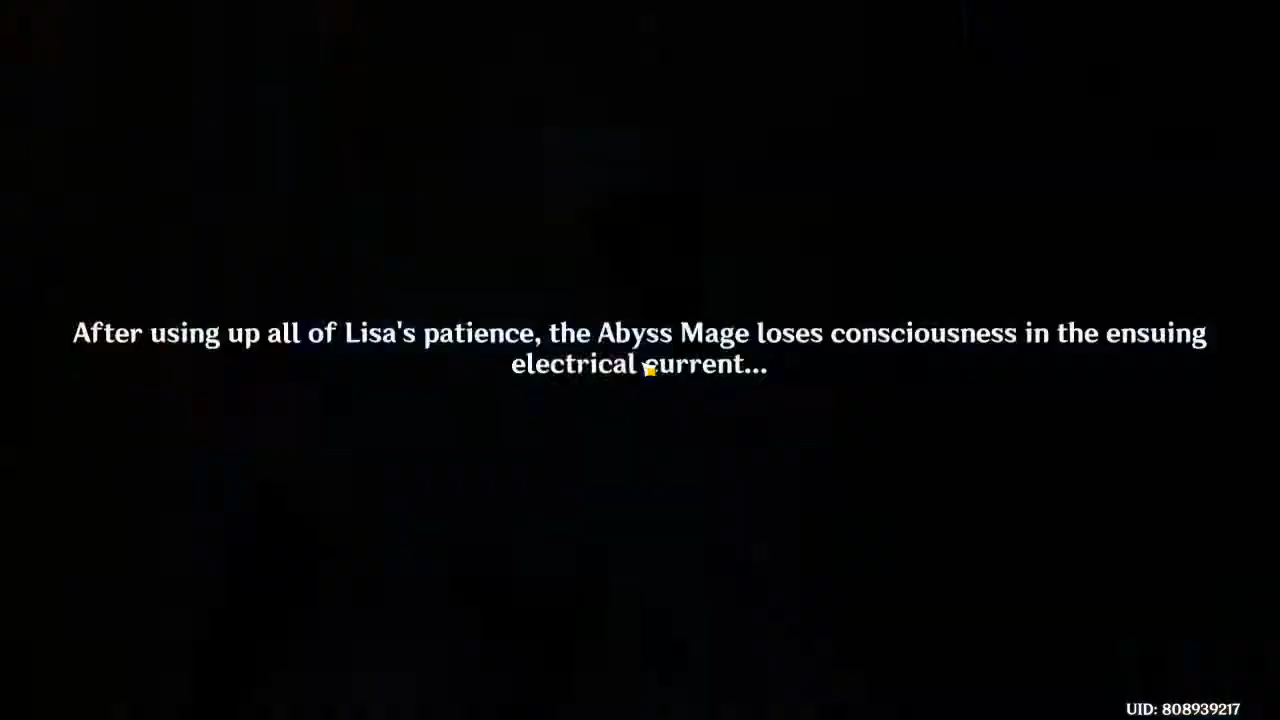 After using up all of Lisa's patience, the Abyss Mage loses consciousness in the ensuing
electrical current...
UID: 808939217